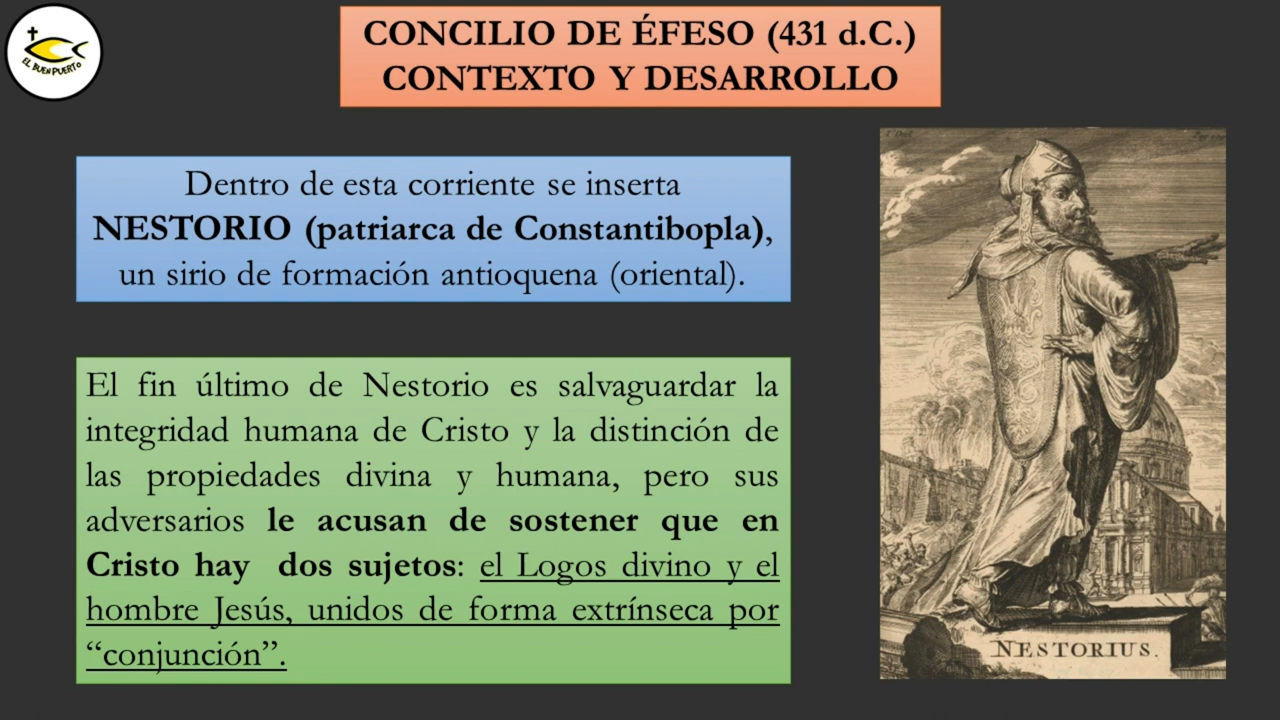 EL BUEN PUERTO
CONCILIO DE ÉFESO (431 d.C.)
CONTEXTO Y DESARROLLO
Dentro de esta corriente se inserta
NESTORIO (patriarca de Constantibopla),
un sirio de formación antioquena (oriental).
El fin último de Nestorio es salvaguardar la
integridad humana de Cristo y la distinción de
las propiedades divina y humana, pero sus
adversarios le acusan de sostener que en
Cristo hay dos sujetos: el Logos divino y el
hombre Jesús, unidos de forma extrínseca por
“conjunción”.
NESTORIUS.